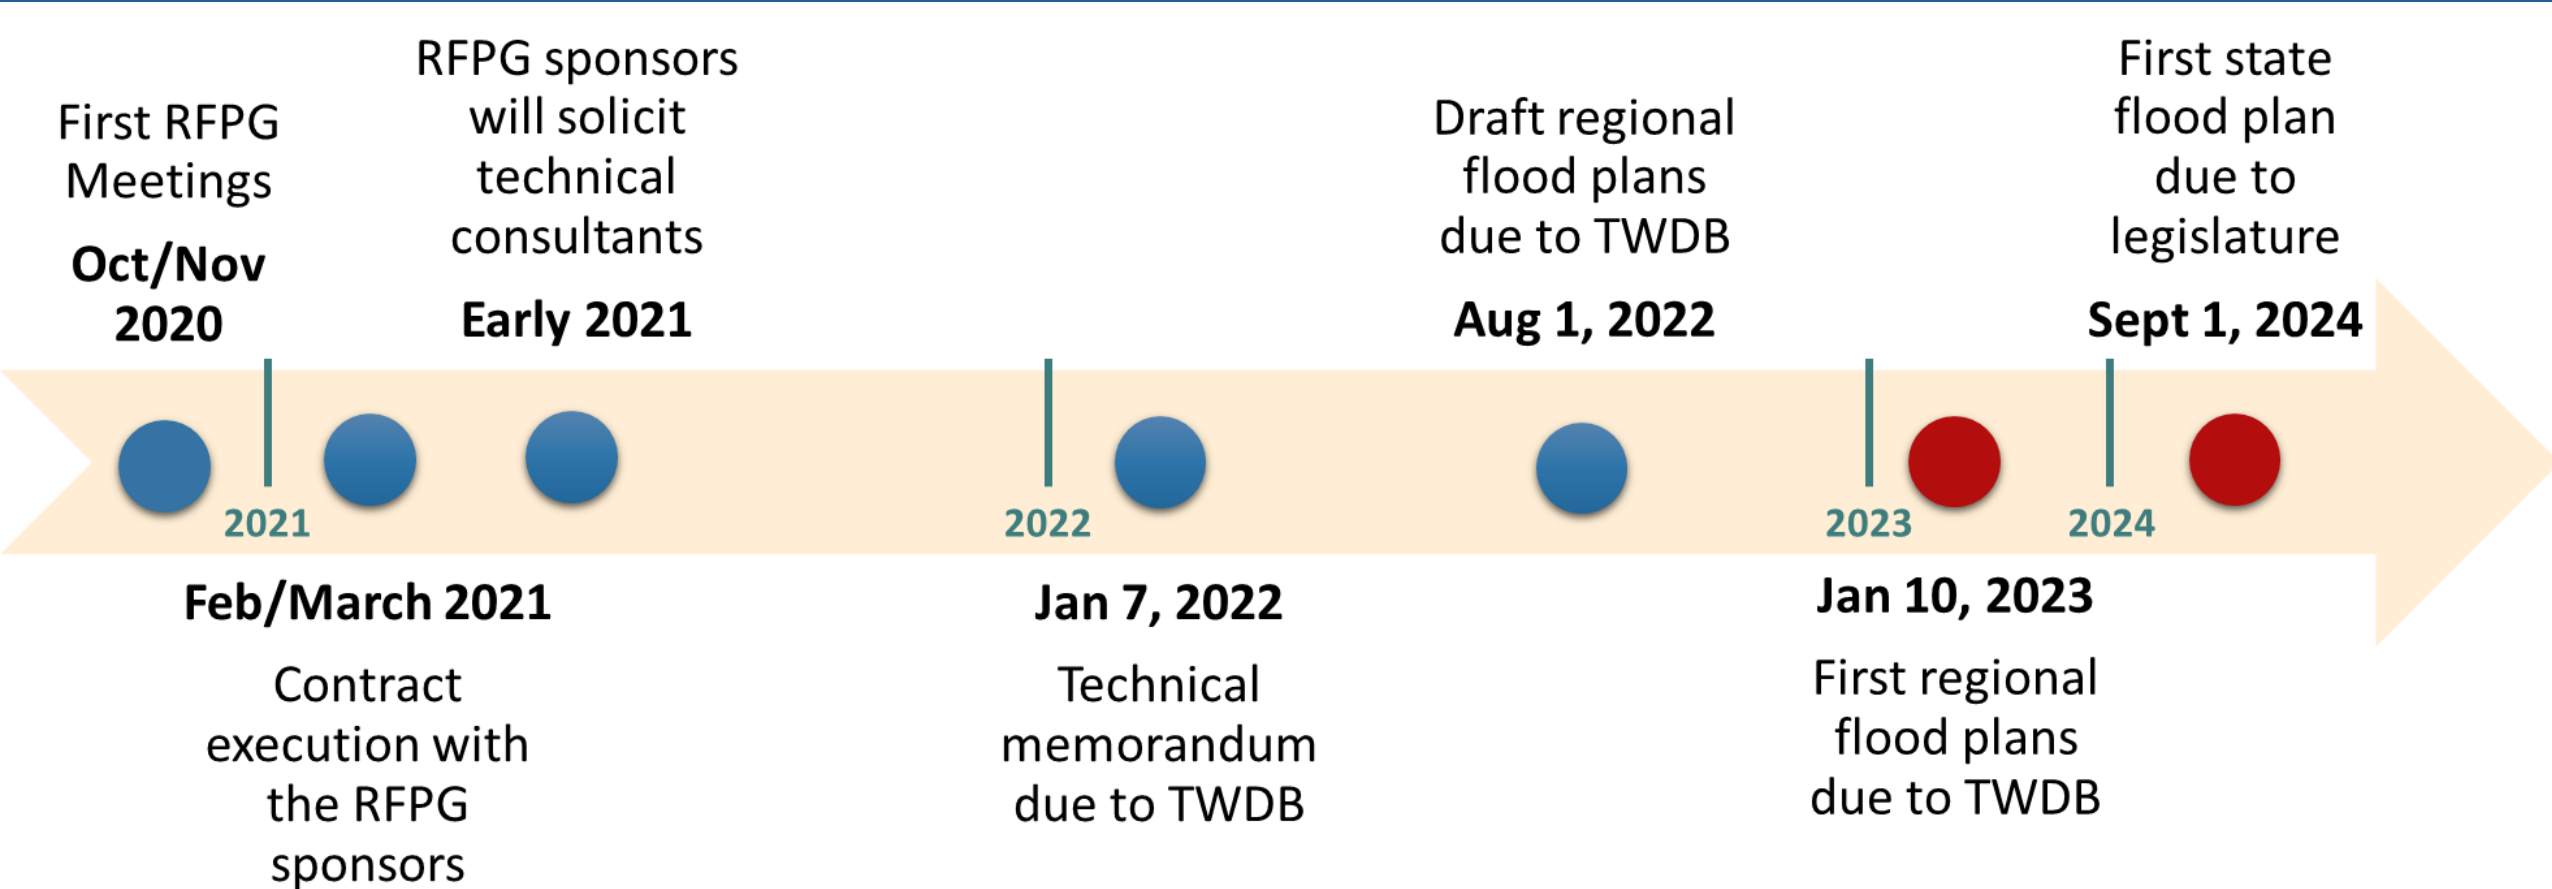 First RFPG
Meetings
Oct/Nov
2020
RFPG sponsors
will solicit
technical
consultants
Early 2021
Draft regional
flood plans
due to TWDB
Aug 1, 2022
First state
flood plan
due to
legislature
Sept 1, 2024
2021
2022
2023
2024
Feb/March 2021
Contract
execution with
the RFPG
sponsors
Jan 7, 2022
Technical
memorandum
due to TWDB
Jan 10, 2023
First regional
flood plans
due to TWDB